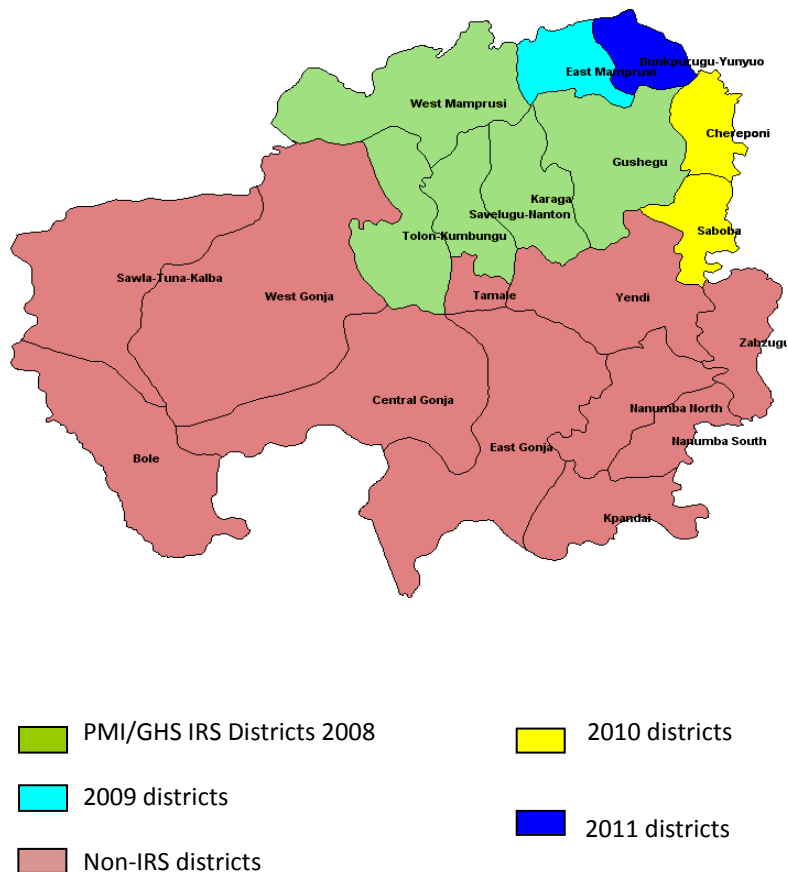 Bunkpurugu-Yunyuo
East Mamprusi
West Mamprusi
Chereponi
Gushegu
Karaga
Savelugu-Nanton
Saboba
Tolon-Kumbungu
Sawla-Tuna-Kalba
West Gonja
Tamale
Yendi
Zabzugu
Central Gonja
Nanumba North
Nanumba South
East Gonja
Bole
Kpandai
PMI/GHS IRS Districts 2008
2010 districts
2009 districts
2011 districts
Non-IRS districts